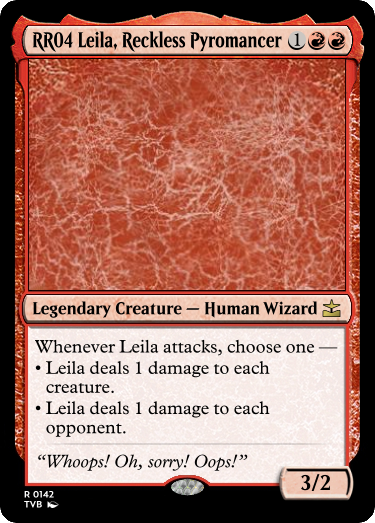 RR04 Leila, Reckless Pyromancer 1
Legendary Creature — Human Wizard
Whenever Leila attacks, choose one —
• Leila deals 1 damage to each
creature.
• Leila deals 1 damage to each
opponent.
“Whoops! Oh, sorry! Oops!”
3/2
R 0142
TVB